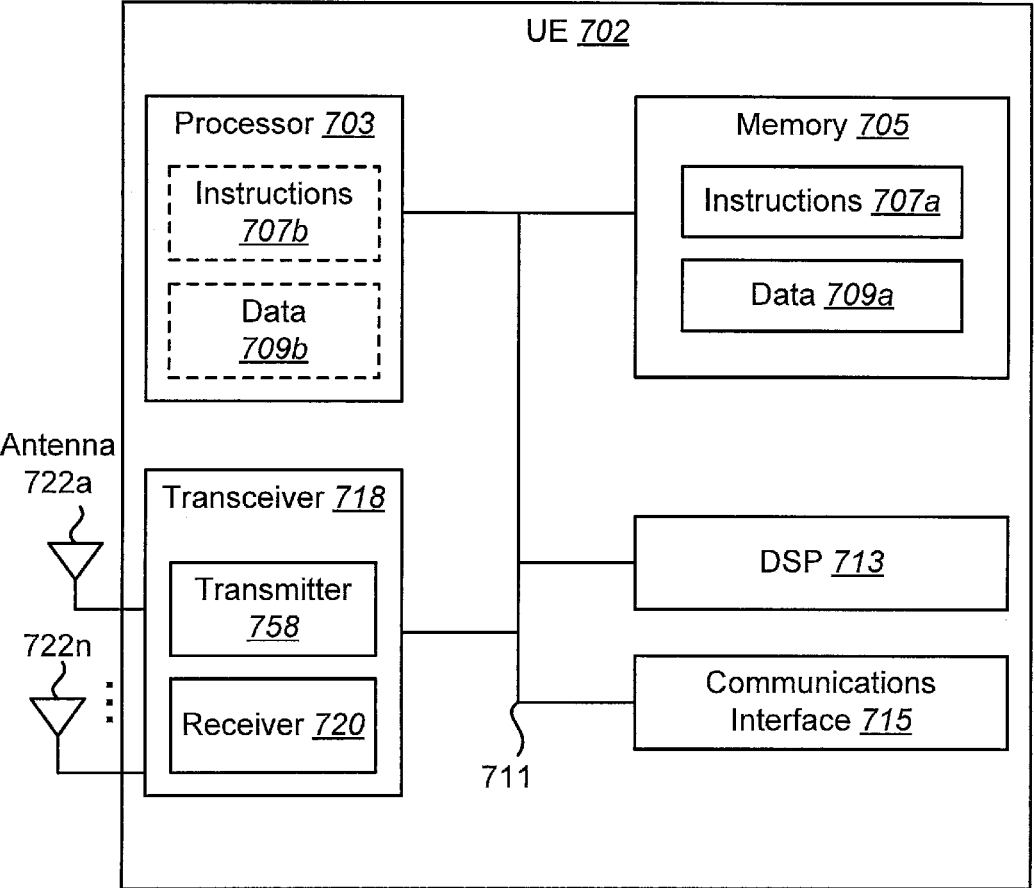 UE 702
Processor 703
Instructions
707b
Data
709b
Memory 705
Instructions 707a
Data 709a
Antenna
722a
722n
Transceiver 718
Transmitter
758
Receiver 720
DSP 713
Communications
Interface 715
711